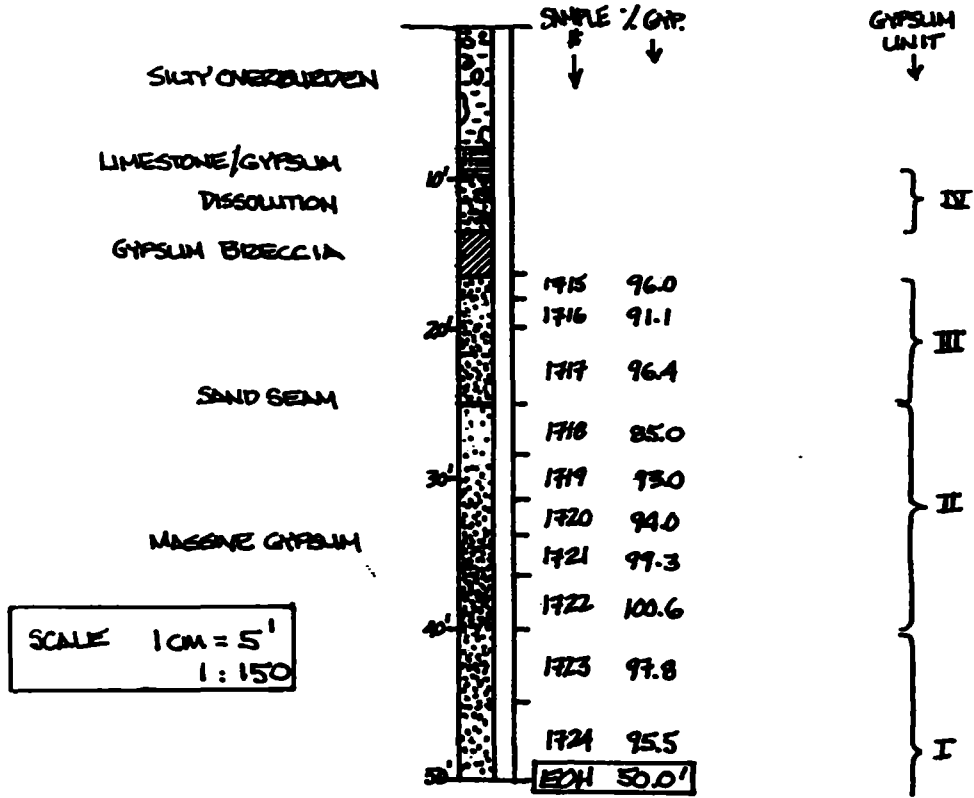 SAMPLE % GYP.
#
GYPSUM
UNIT
SILTY OVERBURDEN
LIMESTONE/GYPSUM
10'
DISSOLUTION
IV
GYPSUM BRECCIA
1715 96.0
1716 91.1
20'
III
1717 96.4
SAND SEAM
1718 85.0
30'
1719 93.0
II
1720 94.0
MASSIVE GYPSUM
1721 99.3
1722 100.6
40'
SCALE 1 CM = 5'
1 : 150
1723 97.8
1724 95.5
I
50'
EOH 50.0'